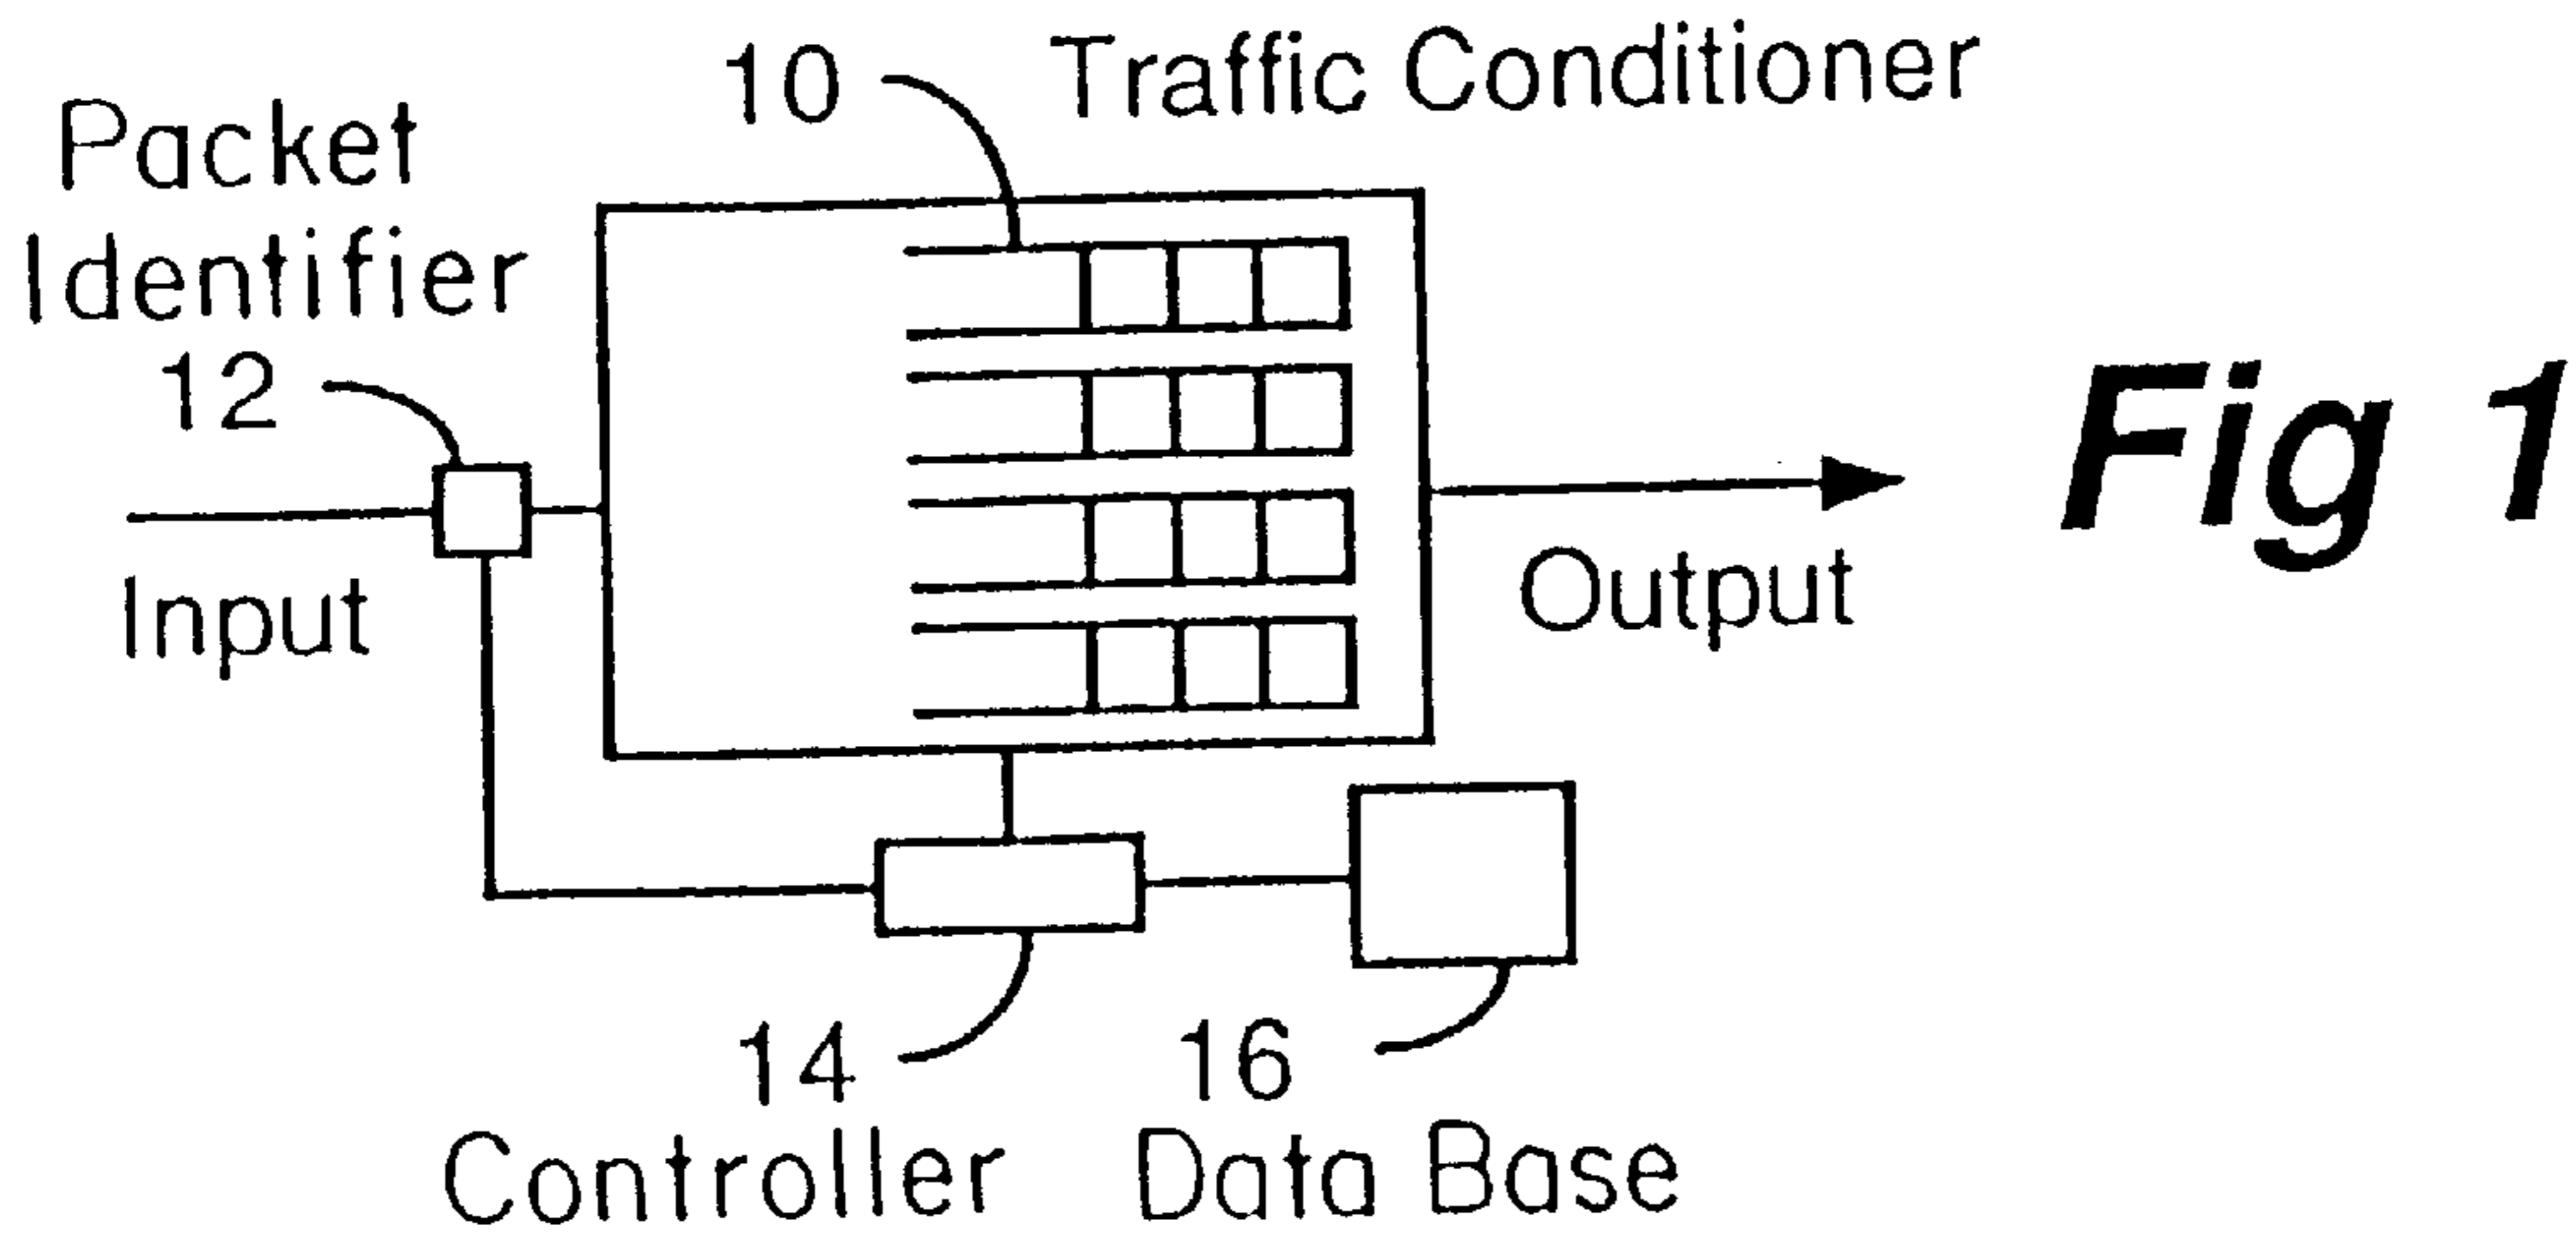 10 Traffic Conditioner
Packet
Identifier
12
Input
Output
Fig 1
14
Controller
16
Data Base